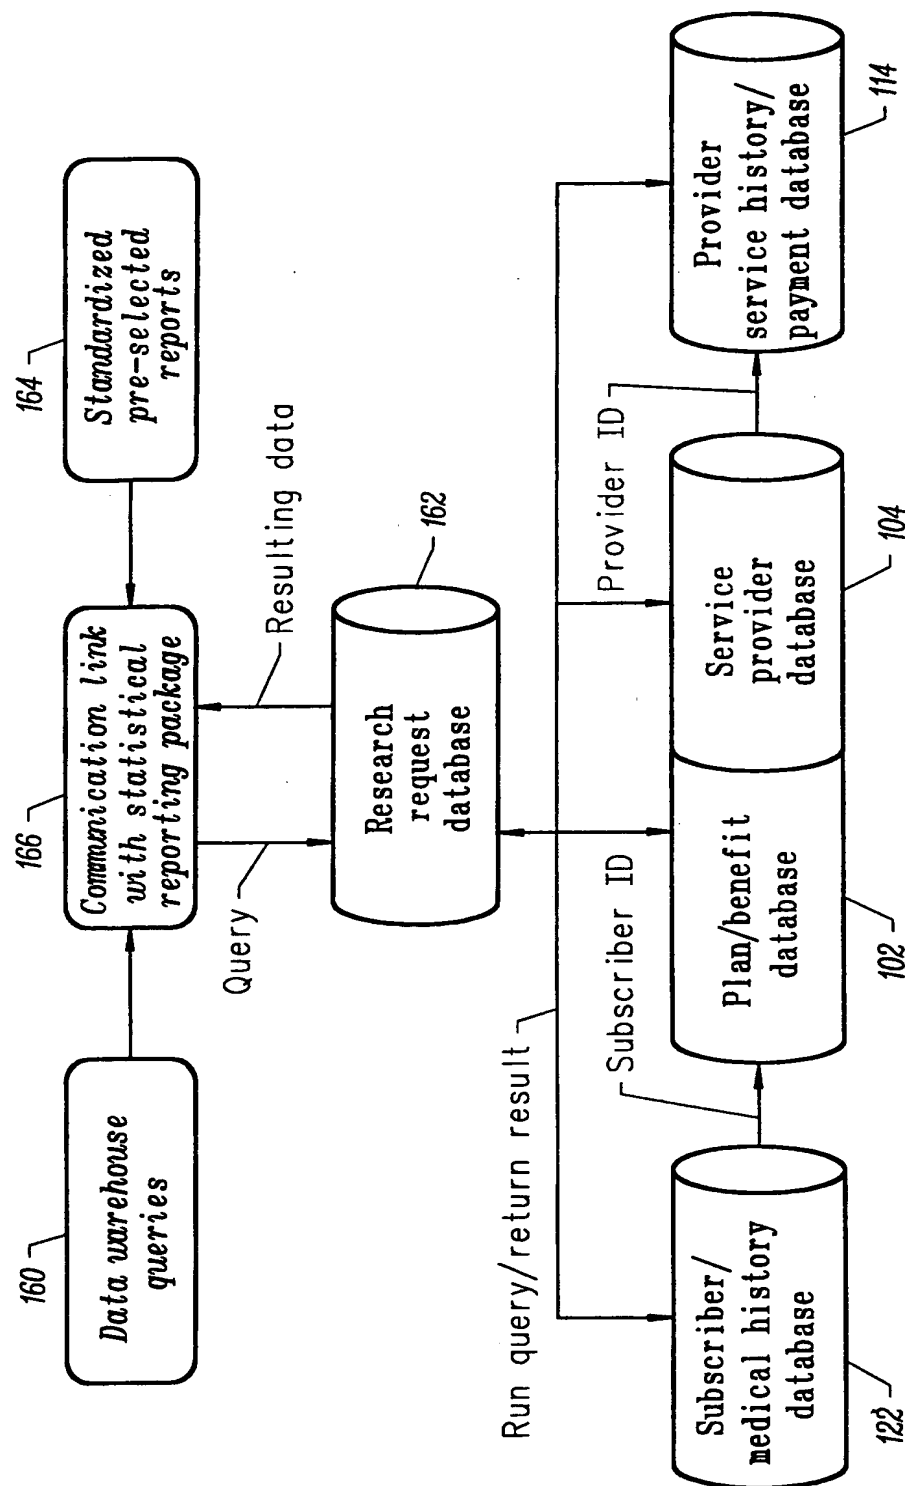 160
Data warehouse
queries
166
Communication link
with statistical
reporting package
164
Standardized
pre-selected
reports
Query
Resulting data
162
Research
request
database
Run query/return result
Subscriber ID
Provider ID
Subscriber/
medical history
database
122
Plan/benefit
database
102
Service
provider
database
104
Provider
service history/
payment database
114